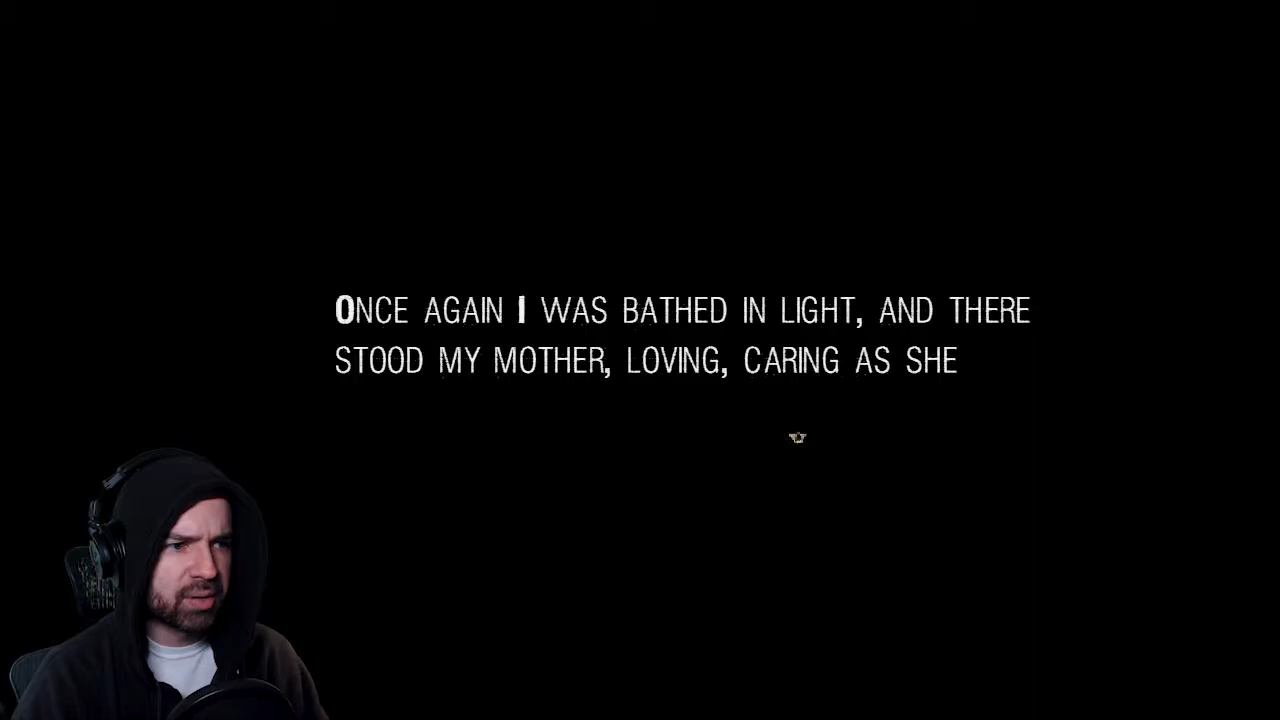 Once again I was bathed in light, and there
stood my mother, loving, caring as she